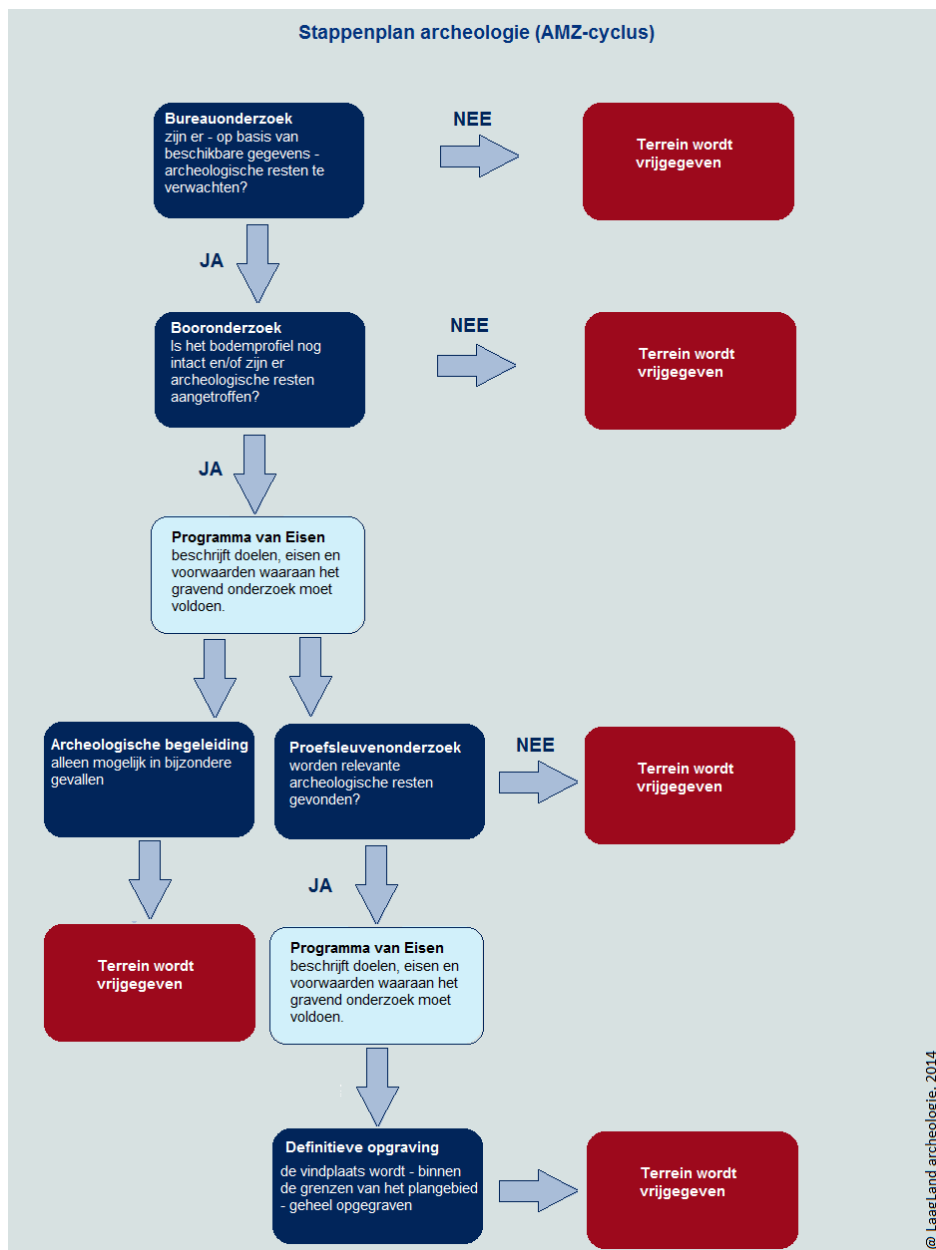 Stappenplan archeologie (AMZ-cyclus)
Bureauonderzoek
zijn er - op basis van
beschikbare gegevens -
archeologische resten te
verwachten?
NEE
Terrein wordt
vrijgegeven
JA
Booronderzoek
Is het bodemprofiel nog
intact en/of zijn er
archeologische resten
aangetroffen?
NEE
Terrein wordt
vrijgegeven
JA
Programma van Eisen
beschrijft doelen, eisen en
voorwaarden waaraan het
gravend onderzoek moet
voldoen.
Archeologische begeleiding
alleen mogelijk in bijzondere
gevallen
Proefsleuvenonderzoek
worden relevante
archeologische resten
gevonden?
NEE
Terrein wordt
vrijgegeven
JA
Terrein wordt
vrijgegeven
Programma van Eisen
beschrijft doelen, eisen en
voorwaarden waaraan het
gravend onderzoek moet
voldoen.
Definitieve opgraving
de vindplaats wordt - binnen
de grenzen van het plangebied
- geheel opgegraven
Terrein wordt
vrijgegeven
@ LaagLand archeologie, 2014